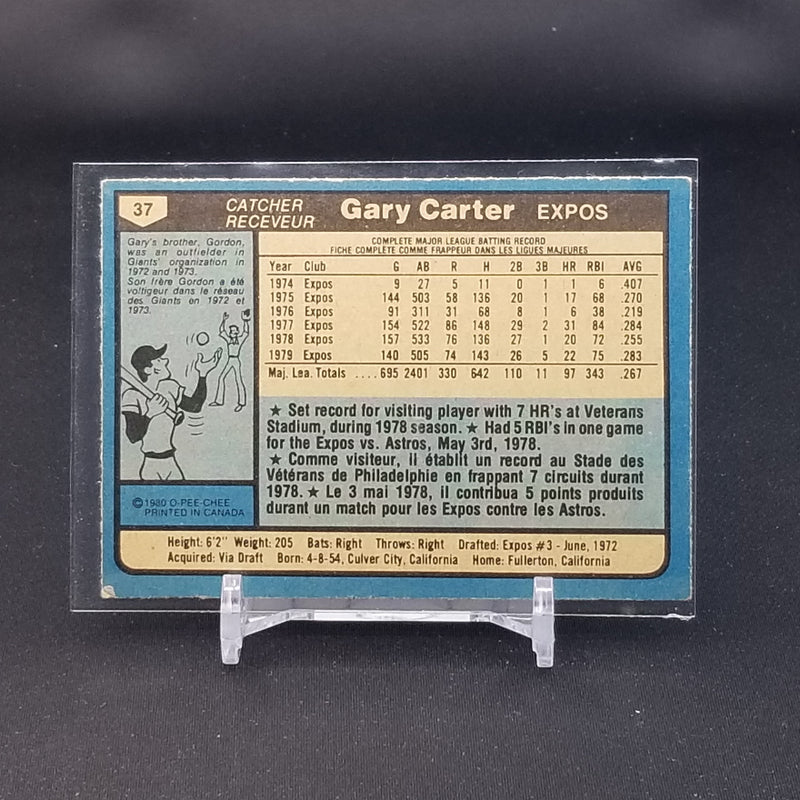 37 CATCHER RECEVEUR Gary Carter EXPOS
Gary's brother, Gordon,
was an outfielder in
Giants' organization in
1972 and 1973.
Son frère Gordon a été
voltigeur dans le réseau
des Giants en 1972 et
1973.
© 1980 O-PEE-CHEE
PRINTED IN CANADA
COMPLETE MAJOR LEAGUE BATTING RECORD
FICHE COMPLÈTE COMME FRAPPEUR DANS LES LIGUES MAJEURES
Year Club G AB R H 2B 3B HR RBI AVG
1974 Expos 9 27 5 11 0 1 1 6 .407
1975 Expos 144 503 58 136 20 1 17 68 .270
1976 Expos 91 311 31 68 8 1 6 38 .219
1977 Expos 154 522 86 148 29 2 31 84 .284
1978 Expos 157 533 76 136 27 1 20 72 .255
1979 Expos 140 505 74 143 26 5 22 75 .283
Maj. Lea. Totals .... 695 2401 330 642 110 11 97 343 .267
★ Set record for visiting player with 7 HR's at Veterans
Stadium, during 1978 season. ★ Had 5 RBI's in one game
for the Expos vs. Astros, May 3rd, 1978.
★ Comme visiteur, il établit un record au Stade des
Vétérans de Philadelphie en frappant 7 circuits durant
1978. ★ Le 3 mai 1978, il contribua 5 points produits
durant un match pour les Expos contre les Astros.
Height: 6'2" Weight: 205 Bats: Right Throws: Right Drafted: Expos #3 - June, 1972
Acquired: Via Draft Born: 4-8-54, Culver City, California Home: Fullerton, California